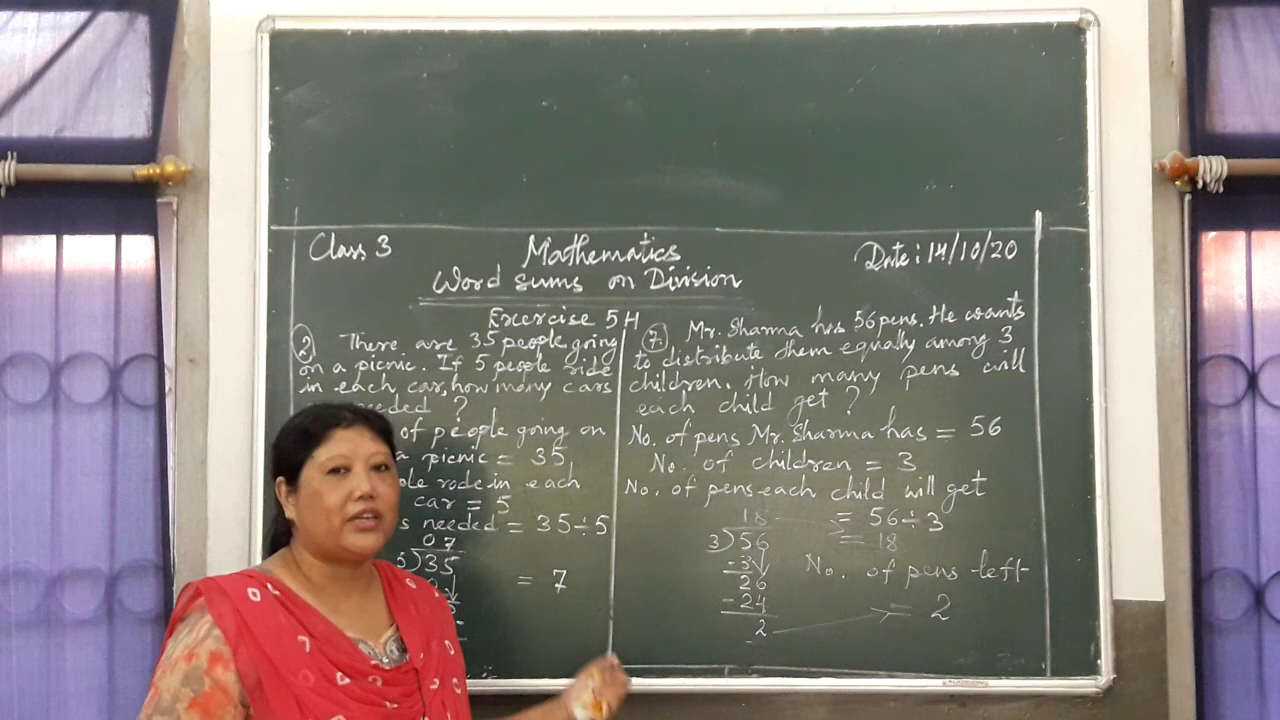 Class 3
Mathematics
Date: 14/10/20
Word sums on Division
Exercise 5H
2. There are 35 people going
on a picnic. If 5 people ride
in each car, how many cars
needed ?
of people going on
a picnic = 35
rode in each
car = 5
needed = 35÷5
07
5)35
= 7
7. Mr. Sharma has 56 pens. He wants
to distribute them equally among 3
children. How many pens will
each child get ?
No. of pens Mr. Sharma has = 56
No. of children = 3
No. of pens each child will get
= 56÷3
18
= 18
3)56
-3
26
-24
2
No. of pens left
= 2